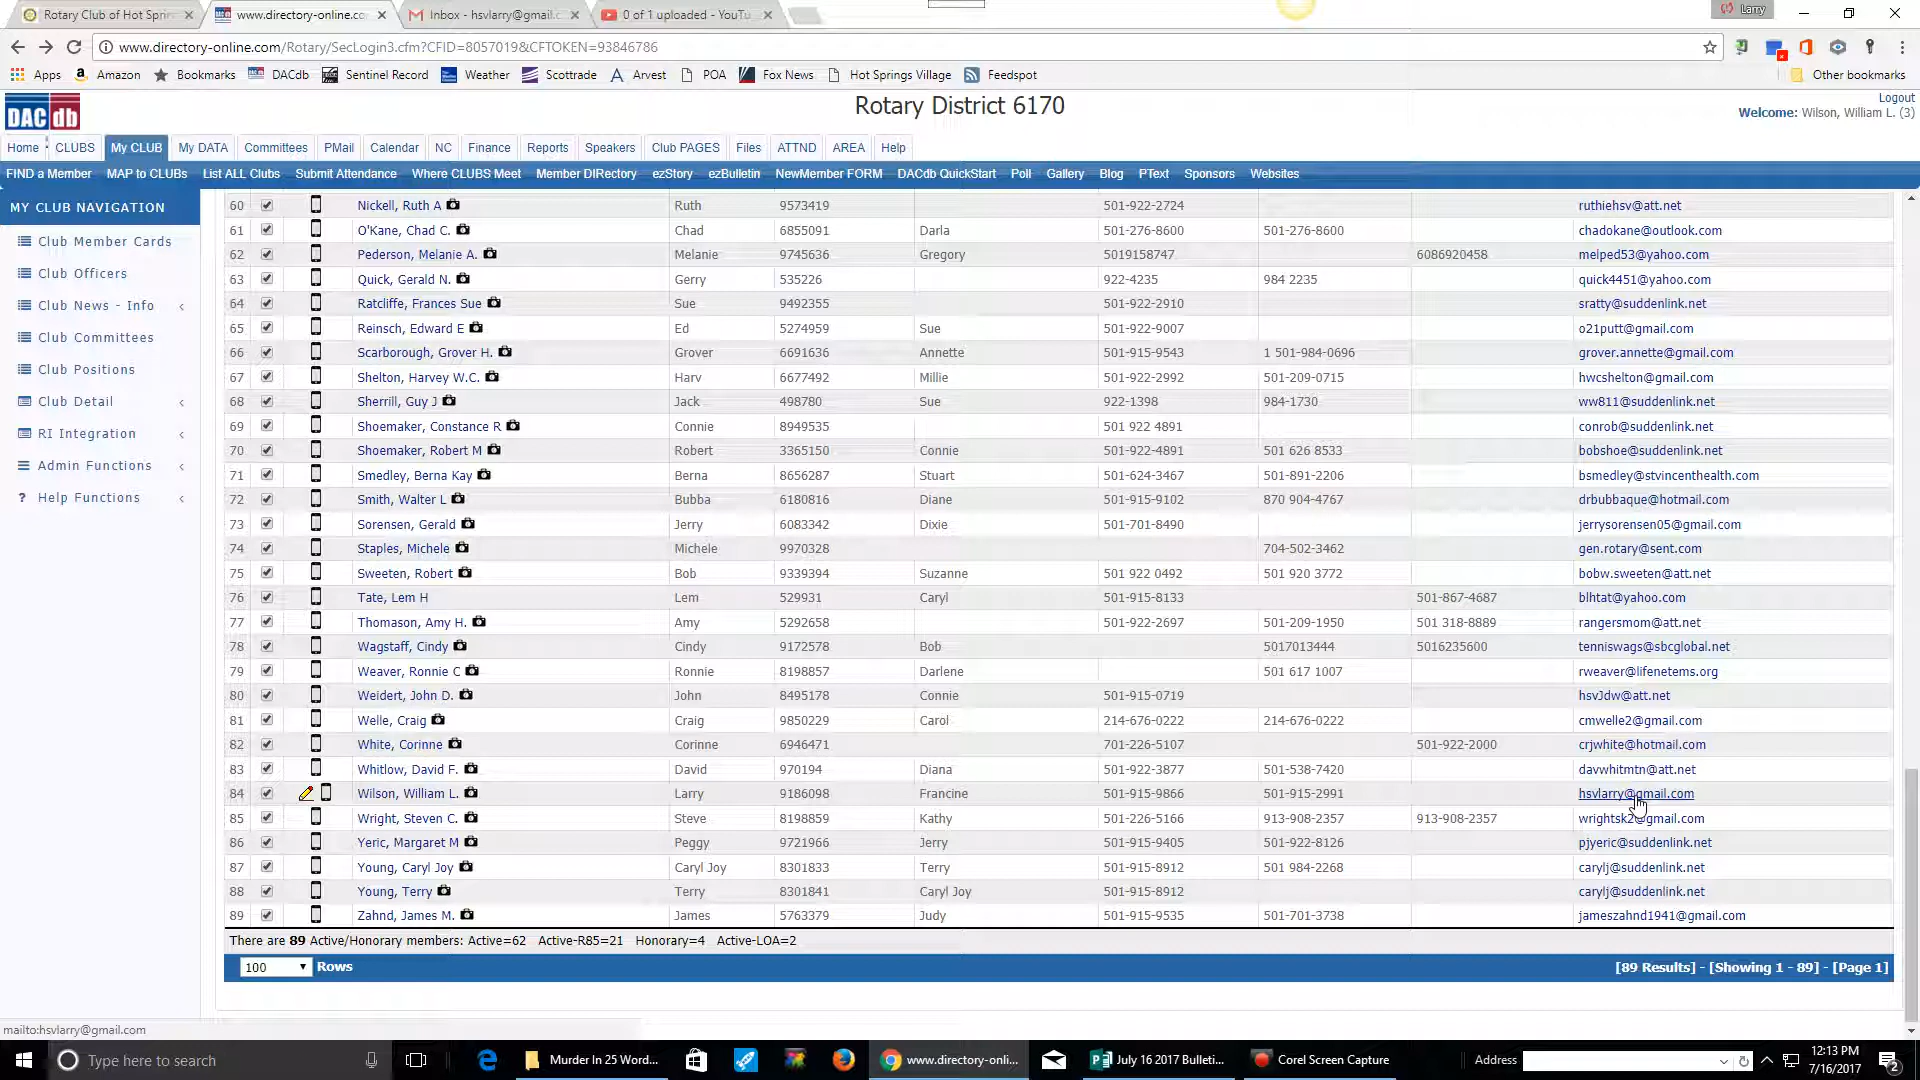 Rotary Club of Hot Sprin
www.directory-online.co
Inbox - hsvlarry@gmail.c
0 of 1 uploaded - YouTu
Larry
www.directory-online.com/Rotary/SecLogin3.cfm?CFID=8057019&CFTOKEN=93846786
Apps Amazon Bookmarks DACdb Sentinel Record Weather Scottrade Arvest POA Fox News Hot Springs Village Feedspot Other bookmarks
DACdb
Rotary District 6170
Logout
Welcome: Wilson, William L. (3)
Home CLUBS My CLUB My DATA Committees PMail Calendar NC Finance Reports Speakers Club PAGES Files ATTND AREA Help
FIND a Member MAP to CLUBs List ALL Clubs Submit Attendance Where CLUBS Meet Member DIRectory ezStory ezBulletin NewMember FORM DACdb QuickStart Poll Gallery Blog PText Sponsors Websites
MY CLUB NAVIGATION
Club Member Cards
Club Officers
Club News - Info
Club Committees
Club Positions
Club Detail
RI Integration
Admin Functions
? Help Functions
60 Nickell, Ruth A Ruth 9573419 501-922-2724 ruthiehsv@att.net
61 O'Kane, Chad C. Chad 6855091 Darla 501-276-8600 501-276-8600 chadokane@outlook.com
62 Pederson, Melanie A. Melanie 9745636 Gregory 5019158747 6086920458 melped53@yahoo.com
63 Quick, Gerald N. Gerry 535226 922-4235 984 2235 quick4451@yahoo.com
64 Ratcliffe, Frances Sue Sue 9492355 501-922-2910 sratty@suddenlink.net
65 Reinsch, Edward E Ed 5274959 Sue 501-922-9007 o21putt@gmail.com
66 Scarborough, Grover H. Grover 6691636 Annette 501-915-9543 1 501-984-0696 grover.annette@gmail.com
67 Shelton, Harvey W.C. Harv 6677492 Millie 501-922-2992 501-209-0715 hwcshelton@gmail.com
68 Sherrill, Guy J Jack 498780 Sue 922-1398 984-1730 ww811@suddenlink.net
69 Shoemaker, Constance R Connie 8949535 501 922 4891 conrob@suddenlink.net
70 Shoemaker, Robert M Robert 3365150 Connie 501-922-4891 501 626 8533 bobshoe@suddenlink.net
71 Smedley, Berna Kay Berna 8656287 Stuart 501-624-3467 501-891-2206 bsmedley@stvincenthealth.com
72 Smith, Walter L Bubba 6180816 Diane 501-915-9102 870 904-4767 drbubbaque@hotmail.com
73 Sorensen, Gerald Jerry 6083342 Dixie 501-701-8490 jerrysorensen05@gmail.com
74 Staples, Michele Michele 9970328 704-502-3462 gen.rotary@sent.com
75 Sweeten, Robert Bob 9339394 Suzanne 501 922 0492 501 920 3772 bobw.sweeten@att.net
76 Tate, Lem H Lem 529931 Caryl 501-915-8133 501-867-4687 blhtat@yahoo.com
77 Thomason, Amy H. Amy 5292658 501-922-2697 501-209-1950 501 318-8889 rangersmom@att.net
78 Wagstaff, Cindy Cindy 9172578 Bob 5017013444 5016235600 tenniswags@sbcglobal.net
79 Weaver, Ronnie C Ronnie 8198857 Darlene 501 617 1007 rweaver@lifenetems.org
80 Weidert, John D. John 8495178 Connie 501-915-0719 hsvJdw@att.net
81 Welle, Craig Craig 9850229 Carol 214-676-0222 214-676-0222 cmwelle2@gmail.com
82 White, Corinne Corinne 6946471 701-226-5107 501-922-2000 crjwhite@hotmail.com
83 Whitlow, David F. David 970194 Diana 501-922-3877 501-538-7420 davwhitmtn@att.net
84 Wilson, William L. Larry 9186098 Francine 501-915-9866 501-915-2991 hsvlarry@gmail.com
85 Wright, Steven C. Steve 8198859 Kathy 501-226-5166 913-908-2357 913-908-2357 wrightsk2@gmail.com
86 Yeric, Margaret M Peggy 9721966 Jerry 501-915-9405 501-922-8126 pjyeric@suddenlink.net
87 Young, Caryl Joy Caryl Joy 8301833 Terry 501-915-8912 501 984-2268 carylj@suddenlink.net
88 Young, Terry Terry 8301841 Caryl Joy 501-915-8912 carylj@suddenlink.net
89 Zahnd, James M. James 5763379 Judy 501-915-9535 501-701-3738 jameszahnd1941@gmail.com
There are 89 Active/Honorary members: Active=62 Active-R85=21 Honorary=4 Active-LOA=2
100 Rows [89 Results] - [Showing 1 - 89] - [Page 1]
mailto:hsvlarry@gmail.com
Type here to search
Murder In 25 Word...
www.directory-onli...
July 16 2017 Bulleti...
Corel Screen Capture
Address
12:13 PM
7/16/2017
2